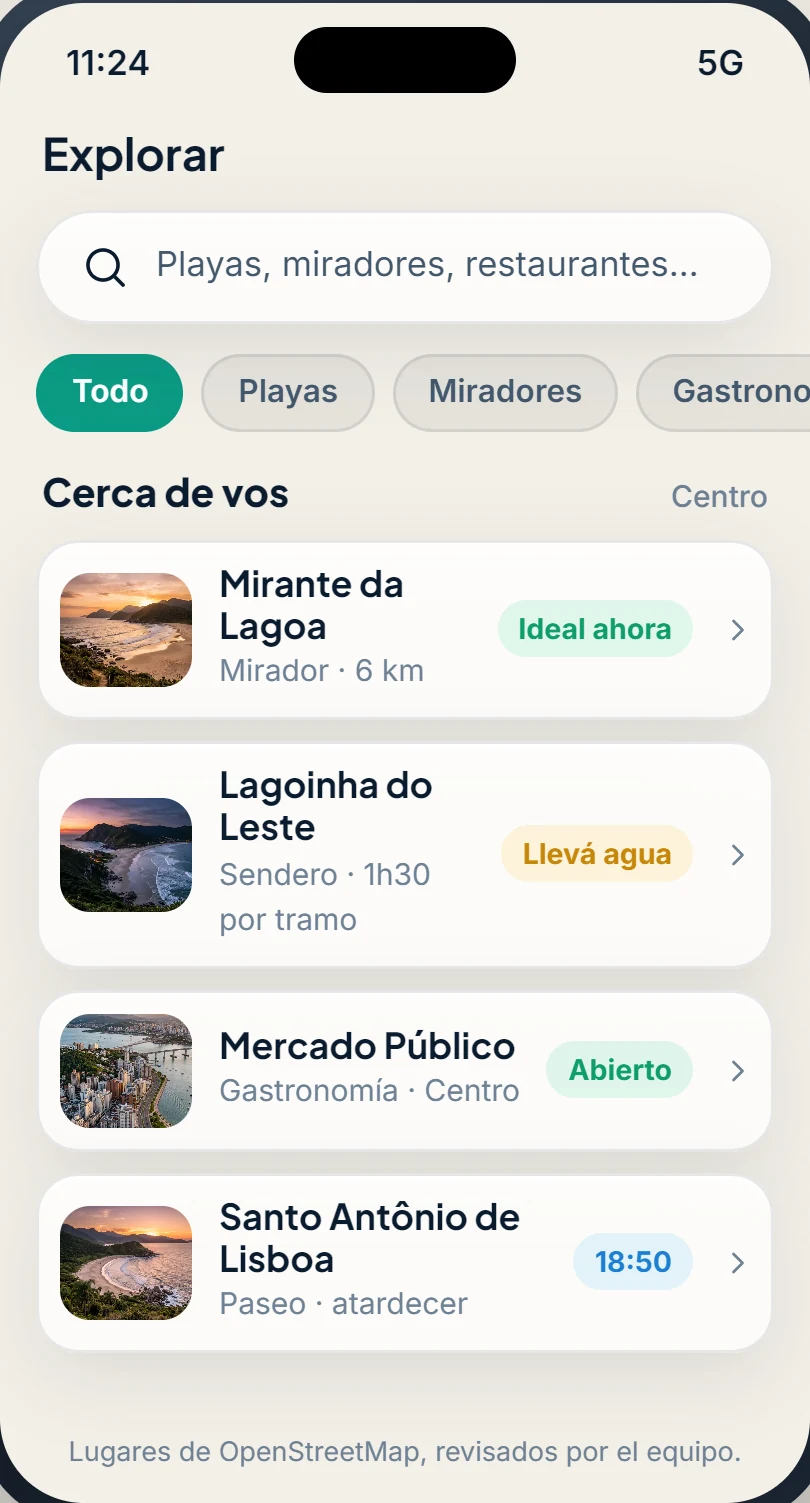 11:24
5G
Explorar
Playas, miradores, restaurantes...
Todo
Playas
Miradores
Gastrono
Cerca de vos
Centro
Mirante da
Lagoa
Mirador · 6 km
Ideal ahora
Lagoinha do
Leste
Sendero · 1h30
por tramo
Llevá agua
Mercado Público
Gastronomía · Centro
Abierto
Santo Antônio de
Lisboa
Paseo · atardecer
18:50
Lugares de OpenStreetMap, revisados por el equipo.